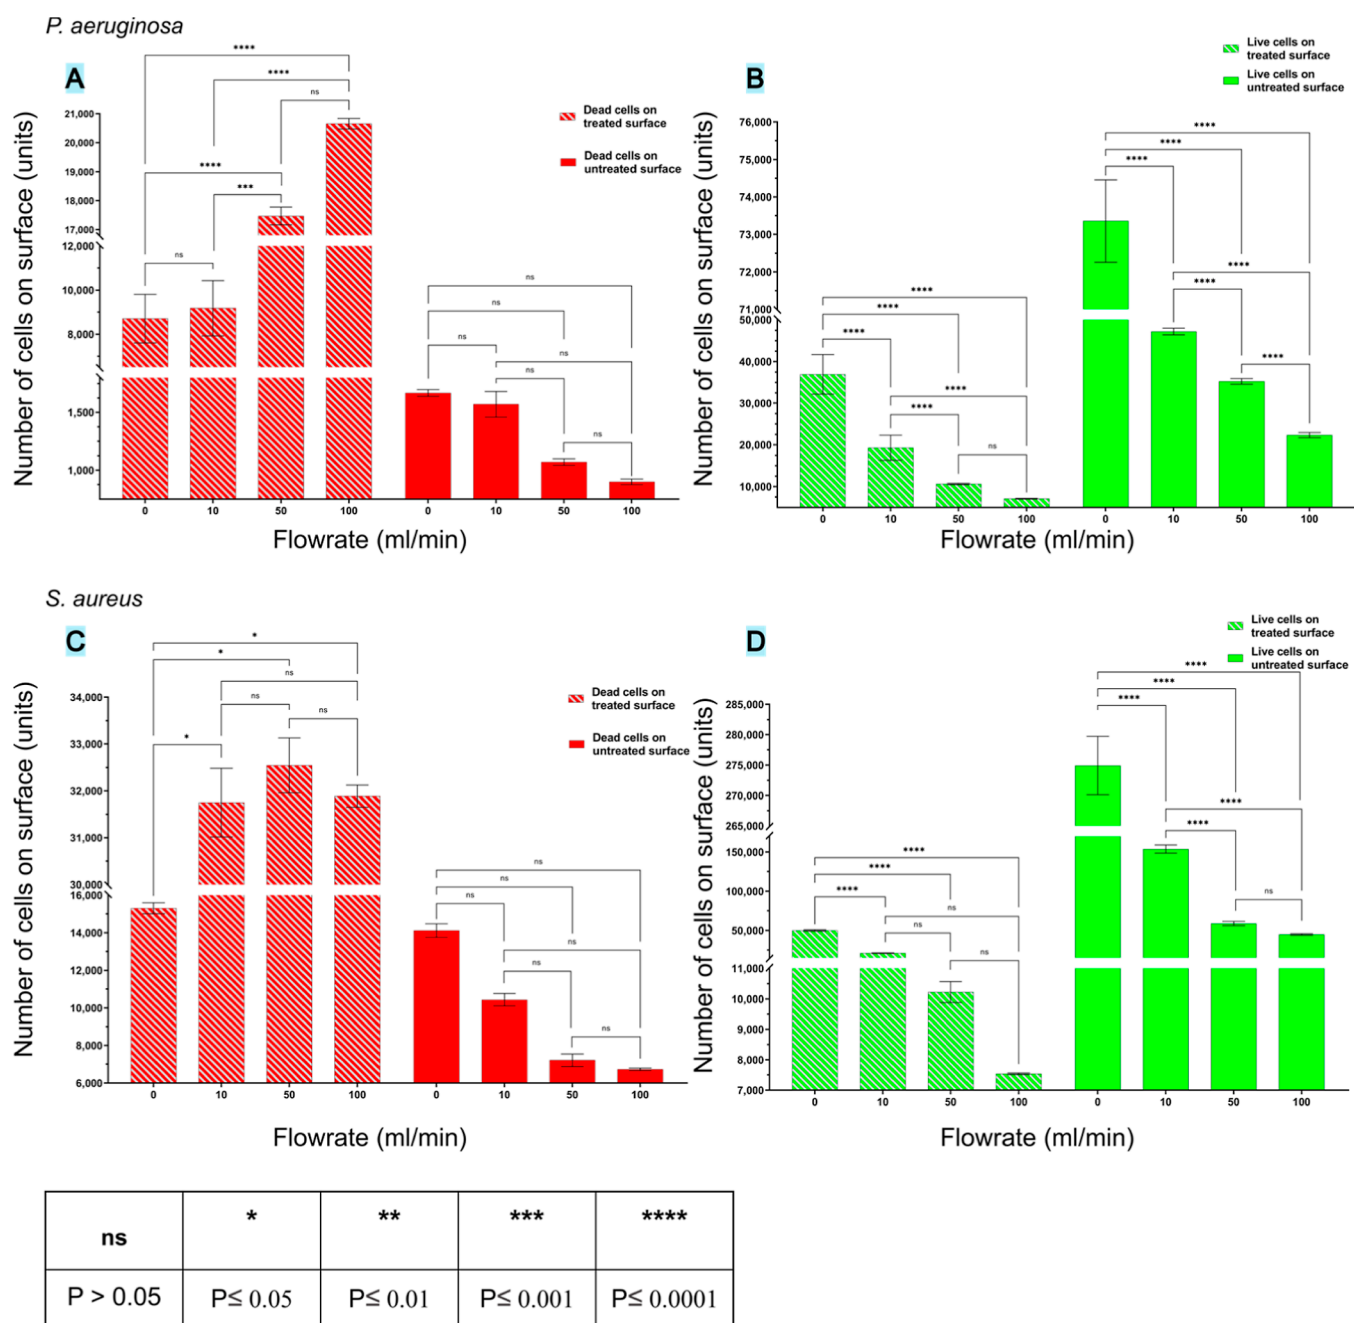 P. aeruginosa
A
****
****
ns
****
***
ns
ns
ns
ns
ns
ns
ns
Dead cells on
treated surface
Dead cells on
untreated surface
Number of cells on surface (units)
21,000
20,000
19,000
18,000
17,000
12,000
10,000
8,000
1,500
1,000
0
10
50
100
0
10
50
100
Flowrate (ml/min)
B
Live cells on
treated surface
Live cells on
untreated surface
****
****
****
****
****
****
****
****
****
****
****
ns
Number of cells on surface (units)
76,000
75,000
74,000
73,000
72,000
71,000
50,000
40,000
30,000
20,000
10,000
0
10
50
100
0
10
50
100
Flowrate (ml/min)
S. aureus
C
*
*
ns
ns
ns
*
ns
ns
ns
ns
ns
ns
Dead cells on
treated surface
Dead cells on
untreated surface
Number of cells on surface (units)
34,000
33,000
32,000
31,000
30,000
16,000
14,000
12,000
10,000
8,000
6,000
0
10
50
100
0
10
50
100
Flowrate (ml/min)
D
Live cells on
treated surface
Live cells on
untreated surface
****
****
****
****
****
ns
****
****
****
ns
ns
ns
Number of cells on surface (units)
285,000
280,000
275,000
270,000
265,000
150,000
100,000
50,000
11,000
10,000
9,000
8,000
7,000
0
10
50
100
0
10
50
100
Flowrate (ml/min)
ns * ** *** ****
P > 0.05 P≤ 0.05 P≤ 0.01 P≤ 0.001 P≤ 0.0001